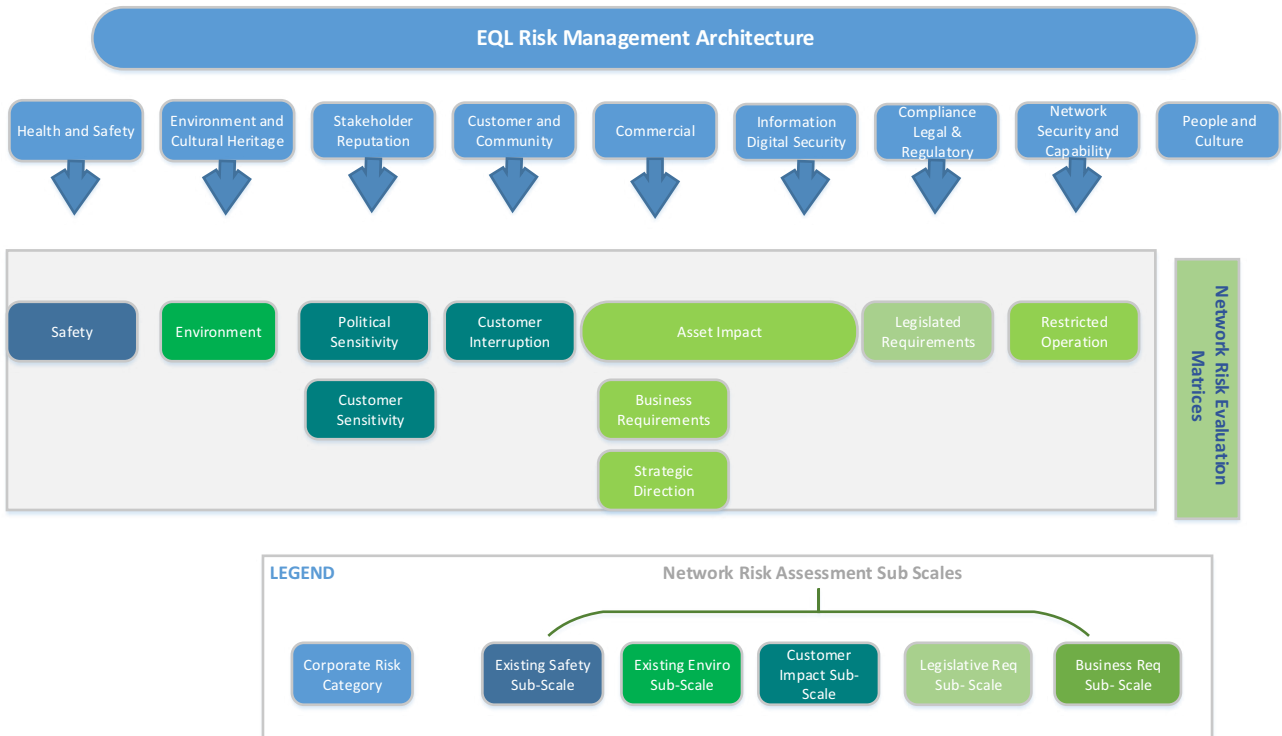 EQL Risk Management Architecture
Health and Safety
Environment and
Cultural Heritage
Stakeholder
Reputation
Customer and
Community
Commercial
Information
Digital Security
Compliance
Legal &
Regulatory
Network
Security and
Capability
People and
Culture
Safety
Environment
Political
Sensitivity
Customer
Interruption
Asset Impact
Legislated
Requirements
Restricted
Operation
Customer
Sensitivity
Business
Requirements
Strategic
Direction
Network Risk Evaluation
Matrices
LEGEND
Network Risk Assessment Sub Scales
Corporate Risk
Category
Existing Safety
Sub-Scale
Existing Enviro
Sub-Scale
Customer
Impact Sub-
Scale
Legislative Req
Sub- Scale
Business Req
Sub- Scale